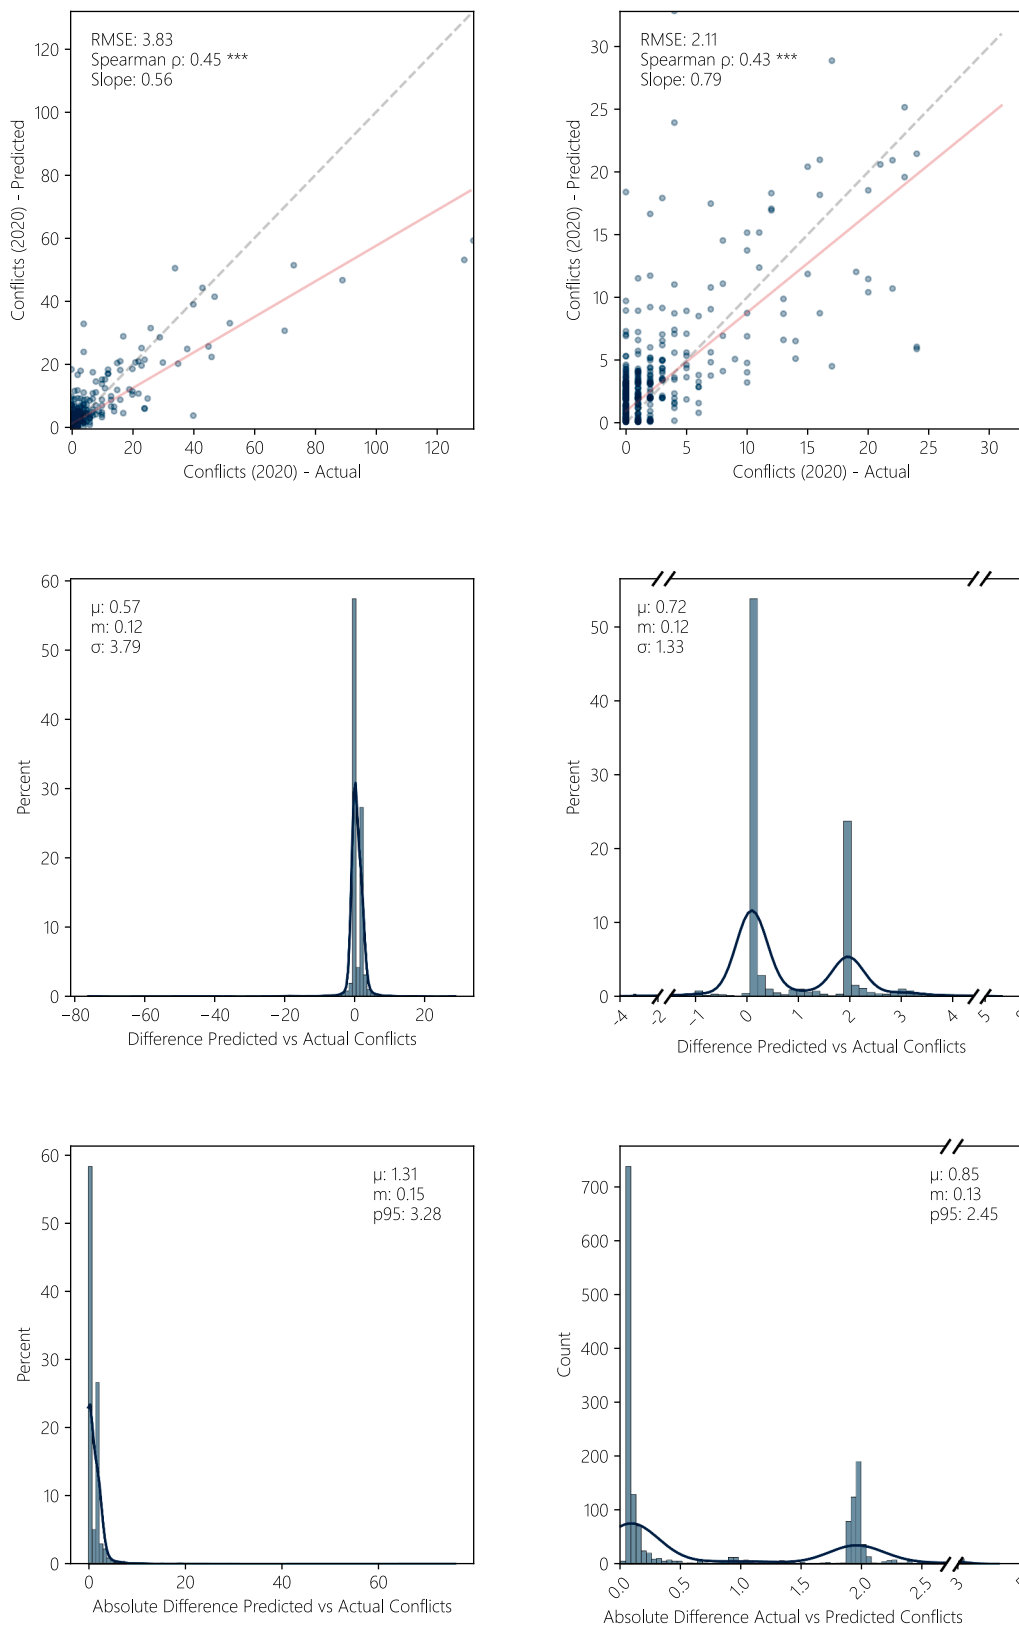 RMSE: 3.83
Spearman ρ: 0.45 ***
Slope: 0.56
120
100
80
60
40
20
0
Conflicts (2020) - Predicted
0 20 40 60 80 100 120
Conflicts (2020) - Actual
RMSE: 2.11
Spearman ρ: 0.43 ***
Slope: 0.79
30
25
20
15
10
5
0
Conflicts (2020) - Predicted
0 5 10 15 20 25 30
Conflicts (2020) - Actual
μ: 0.57
m: 0.12
σ: 3.79
60
50
40
30
20
10
0
Percent
−80 −60 −40 −20 0 20
Difference Predicted vs Actual Conflicts
μ: 0.72
m: 0.12
σ: 1.33
50
40
30
20
10
0
Percent
-4 -2 -1 0 1 2 3 4 5
Difference Predicted vs Actual Conflicts
μ: 1.31
m: 0.15
p95: 3.28
60
50
40
30
20
10
0
Percent
0 20 40 60
Absolute Difference Predicted vs Actual Conflicts
μ: 0.85
m: 0.13
p95: 2.45
700
600
500
400
300
200
100
0
Count
0.0 0.5 1.0 1.5 2.0 2.5 3
Absolute Difference Actual vs Predicted Conflicts